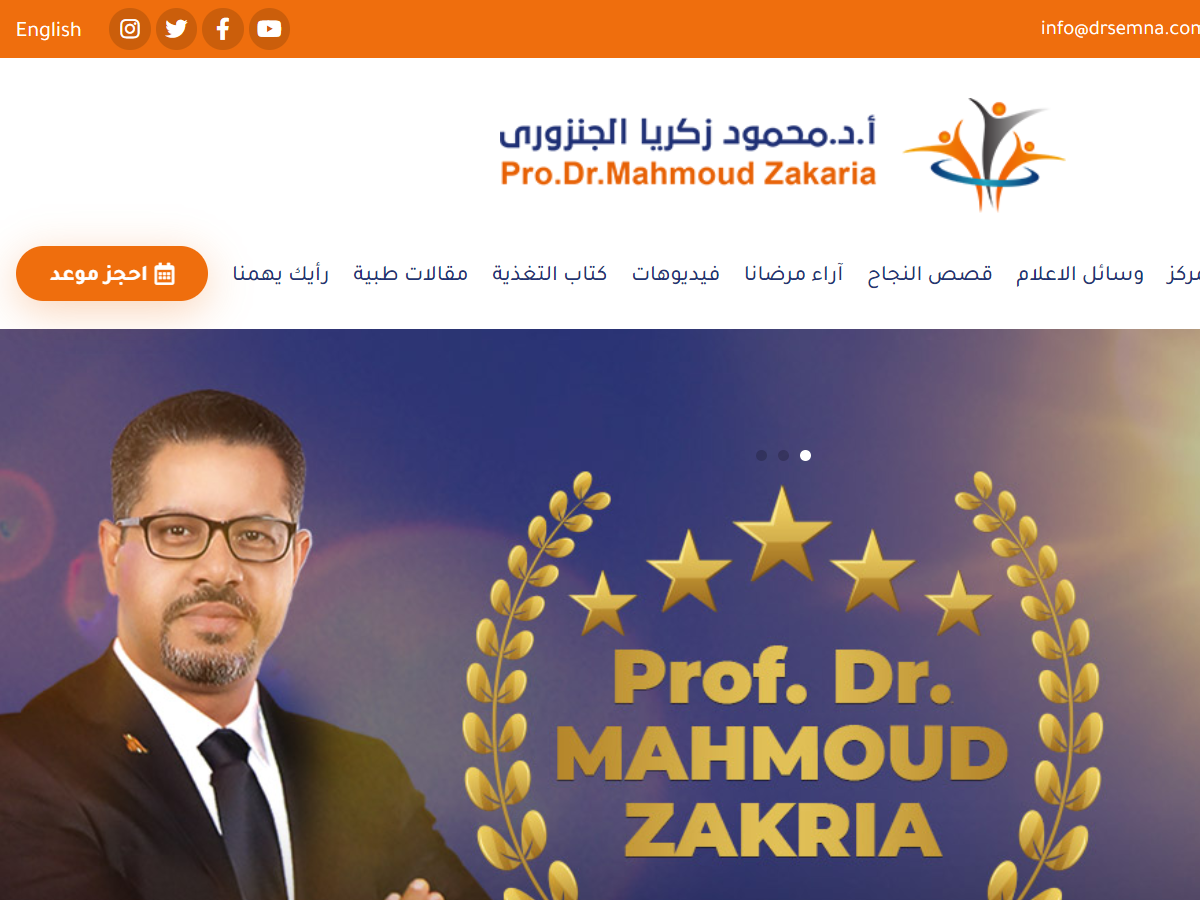 English
info@drsemna.com
أ.د.محمود زكريا الجنزورى
Pro.Dr.Mahmoud Zakaria
وسائل الاعلام قصص النجاح آراء مرضانا فيديوهات كتاب التغذية مقالات طبية رأيك يهمنا احجز موعد
Prof. Dr.
MAHMOUD
ZAKRIA